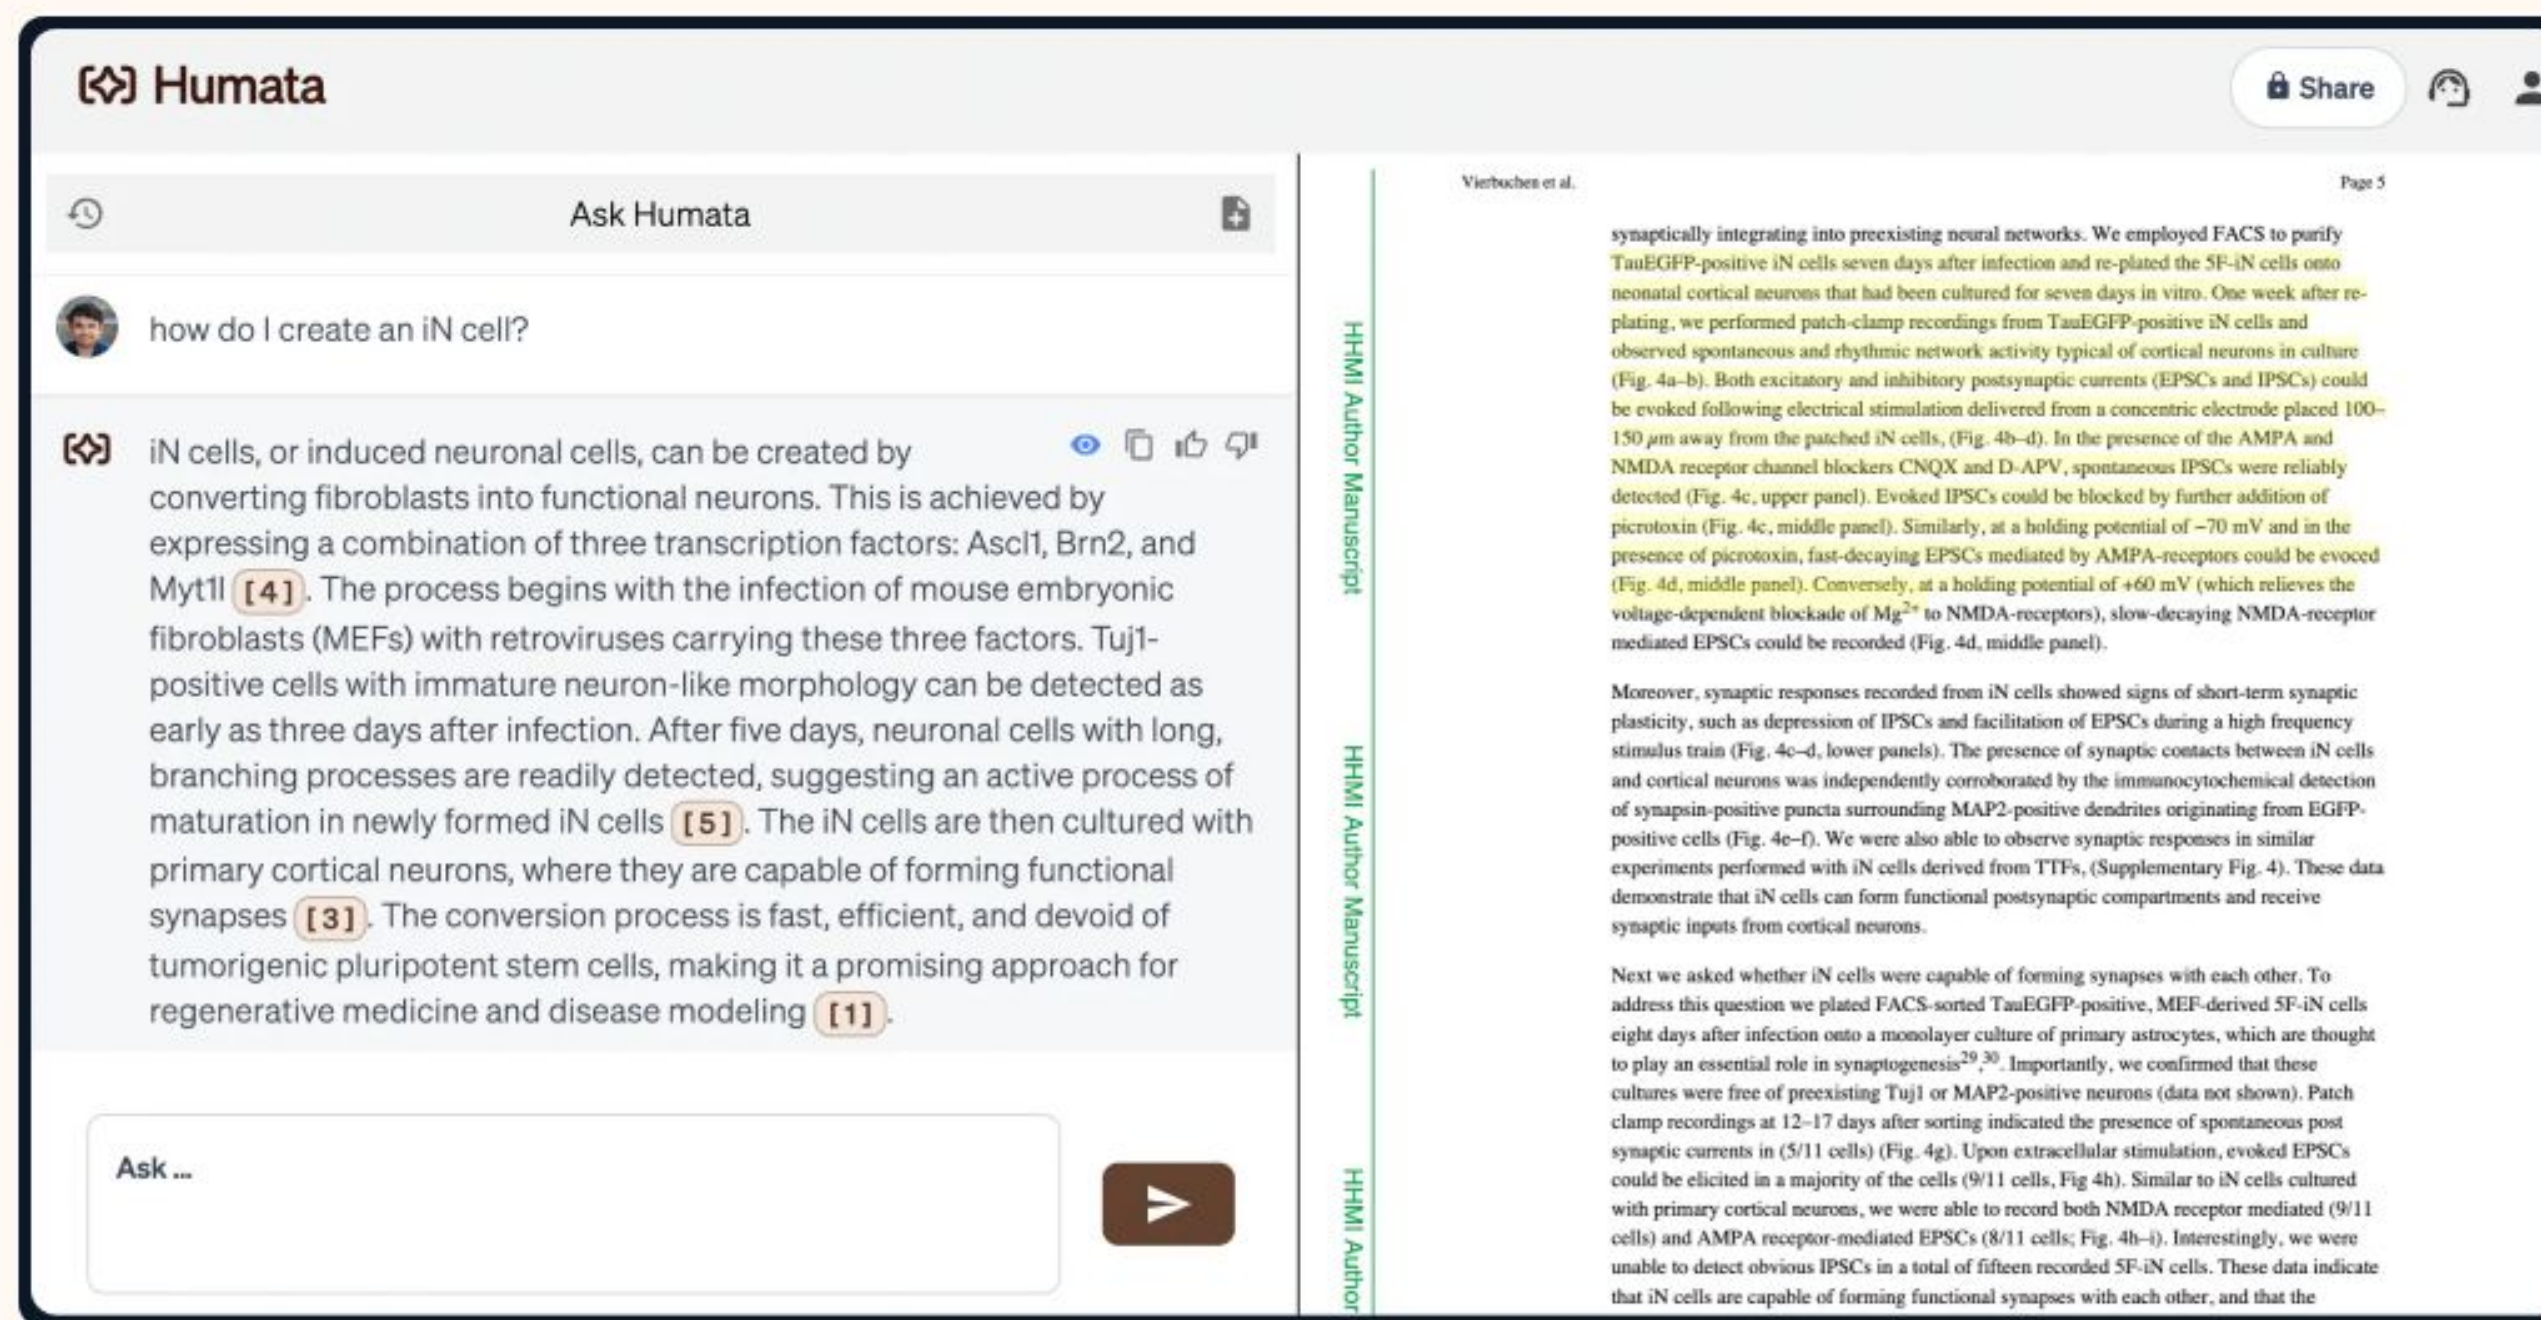 Humata
Share
Ask Humata
how do I create an iN cell?
iN cells, or induced neuronal cells, can be created by
converting fibroblasts into functional neurons. This is achieved by
expressing a combination of three transcription factors: Ascl1, Brn2, and
Myt1l [4]. The process begins with the infection of mouse embryonic
fibroblasts (MEFs) with retroviruses carrying these three factors. Tuj1-
positive cells with immature neuron-like morphology can be detected as
early as three days after infection. After five days, neuronal cells with long,
branching processes are readily detected, suggesting an active process of
maturation in newly formed iN cells [5]. The iN cells are then cultured with
primary cortical neurons, where they are capable of forming functional
synapses [3]. The conversion process is fast, efficient, and devoid of
tumorigenic pluripotent stem cells, making it a promising approach for
regenerative medicine and disease modeling [1].
Ask ...
HHMI Author Manuscript
HHMI Author Manuscript
HHMI Author
Vierbuchen et al.
Page 5
synaptically integrating into preexisting neural networks. We employed FACS to purify
TauEGFP-positive iN cells seven days after infection and re-plated the 5F-iN cells onto
neonatal cortical neurons that had been cultured for seven days in vitro. One week after re-
plating, we performed patch-clamp recordings from TauEGFP-positive iN cells and
observed spontaneous and rhythmic network activity typical of cortical neurons in culture
(Fig. 4a–b). Both excitatory and inhibitory postsynaptic currents (EPSCs and IPSCs) could
be evoked following electrical stimulation delivered from a concentric electrode placed 100–
150 μm away from the patched iN cells, (Fig. 4b–d). In the presence of the AMPA and
NMDA receptor channel blockers CNQX and D-APV, spontaneous IPSCs were reliably
detected (Fig. 4c, upper panel). Evoked IPSCs could be blocked by further addition of
picrotoxin (Fig. 4c, middle panel). Similarly, at a holding potential of −70 mV and in the
presence of picrotoxin, fast-decaying EPSCs mediated by AMPA-receptors could be evoced
(Fig. 4d, middle panel). Conversely, at a holding potential of +60 mV (which relieves the
voltage-dependent blockade of Mg2+ to NMDA-receptors), slow-decaying NMDA-receptor
mediated EPSCs could be recorded (Fig. 4d, middle panel).
Moreover, synaptic responses recorded from iN cells showed signs of short-term synaptic
plasticity, such as depression of IPSCs and facilitation of EPSCs during a high frequency
stimulus train (Fig. 4c–d, lower panels). The presence of synaptic contacts between iN cells
and cortical neurons was independently corroborated by the immunocytochemical detection
of synapsin-positive puncta surrounding MAP2-positive dendrites originating from EGFP-
positive cells (Fig. 4e–f). We were also able to observe synaptic responses in similar
experiments performed with iN cells derived from TTFs, (Supplementary Fig. 4). These data
demonstrate that iN cells can form functional postsynaptic compartments and receive
synaptic inputs from cortical neurons.
Next we asked whether iN cells were capable of forming synapses with each other. To
address this question we plated FACS-sorted TauEGFP-positive, MEF-derived 5F-iN cells
eight days after infection onto a monolayer culture of primary astrocytes, which are thought
to play an essential role in synaptogenesis29,30. Importantly, we confirmed that these
cultures were free of preexisting Tuj1 or MAP2-positive neurons (data not shown). Patch
clamp recordings at 12–17 days after sorting indicated the presence of spontaneous post
synaptic currents in (5/11 cells) (Fig. 4g). Upon extracellular stimulation, evoked EPSCs
could be elicited in a majority of the cells (9/11 cells, Fig 4h). Similar to iN cells cultured
with primary cortical neurons, we were able to record both NMDA receptor mediated (9/11
cells) and AMPA receptor-mediated EPSCs (8/11 cells; Fig. 4h–i). Interestingly, we were
unable to detect obvious IPSCs in a total of fifteen recorded 5F-iN cells. These data indicate
that iN cells are capable of forming functional synapses with each other, and that the